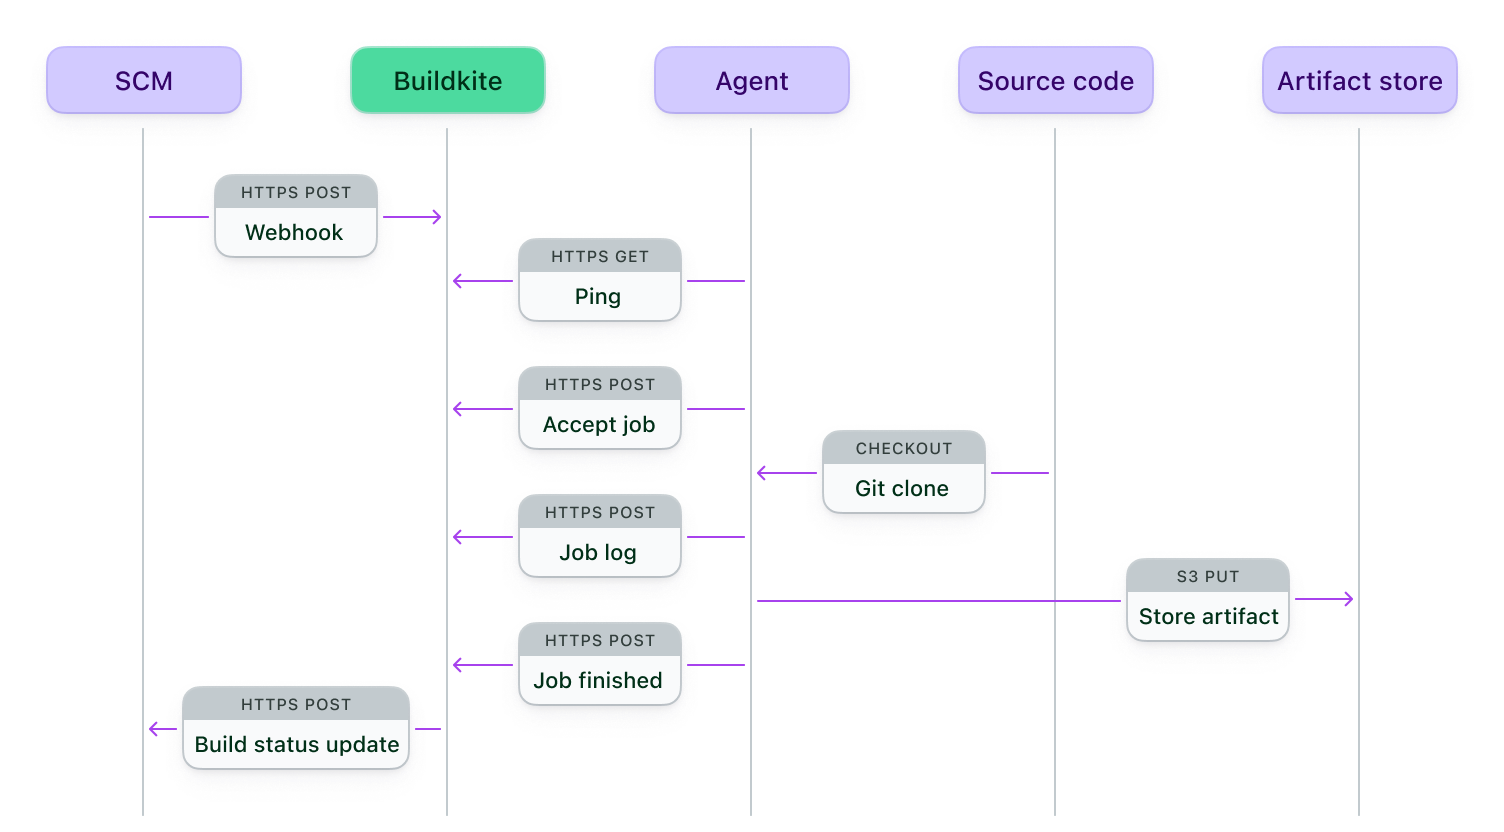 SCM
Buildkite
Agent
Source code
Artifact store
HTTPS POST
Webhook
HTTPS GET
Ping
HTTPS POST
Accept job
CHECKOUT
Git clone
HTTPS POST
Job log
S3 PUT
Store artifact
HTTPS POST
Job finished
HTTPS POST
Build status update